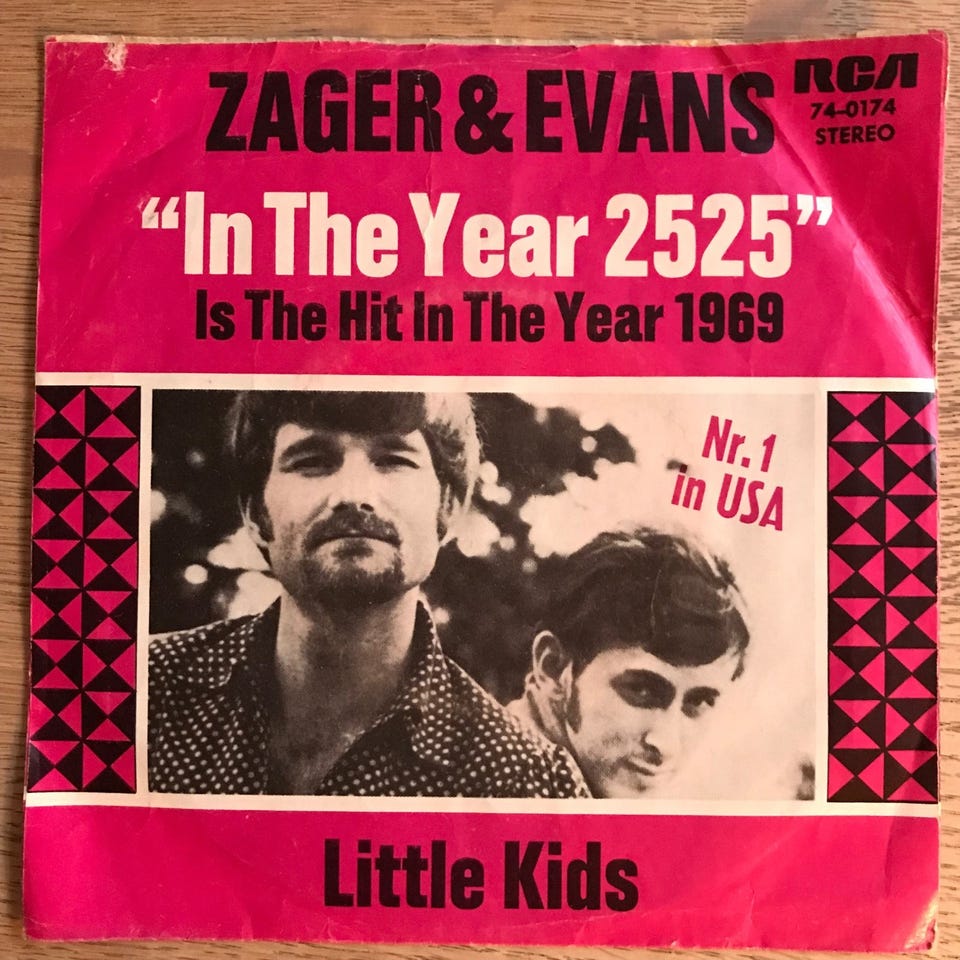 ZAGER & EVANS
RCA
74-0174
STEREO
"In The Year 2525"
Is The Hit In The Year 1969
Nr. 1
in USA
Little Kids